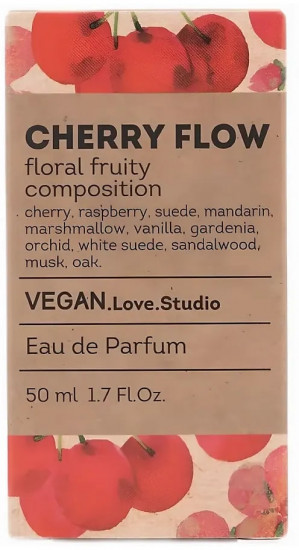 CHERRY FLOW
floral fruity
composition
cherry, raspberry, suede, mandarin,
marshmallow, vanilla, gardenia,
orchid, white suede, sandalwood,
musk, oak.
VEGAN.Love.Studio
Eau de Parfum
50 ml 1.7 Fl.Oz.